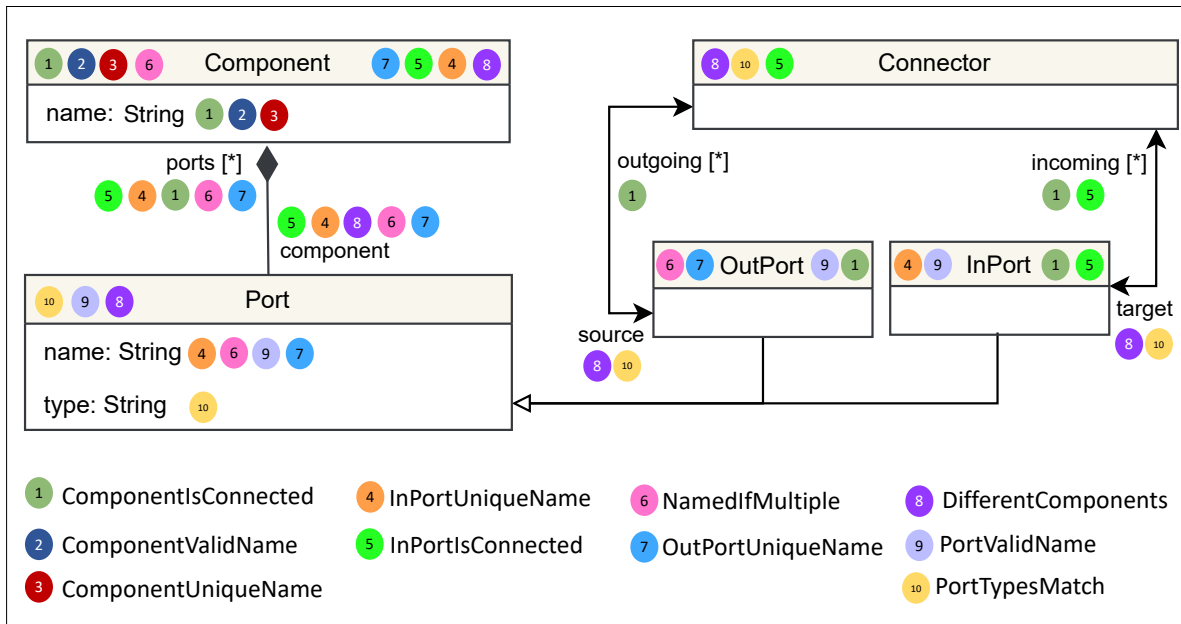 1 2 3 6 Component 7 5 4 8
name: String 1 2 3
8 10 5 Connector
ports [*]
5 4 1 6 7
5 4 8 6 7
component
outgoing [*]
1
incoming [*]
1 5
10 9 8 Port
name: String 4 6 9 7
type: String 10
6 7 OutPort 9 1
4 9 InPort 1 5
source
8 10
target
8 10
1 ComponentIsConnected
2 ComponentValidName
3 ComponentUniqueName
4 InPortUniqueName
5 InPortIsConnected
6 NamedIfMultiple
7 OutPortUniqueName
8 DifferentComponents
9 PortValidName
10 PortTypesMatch